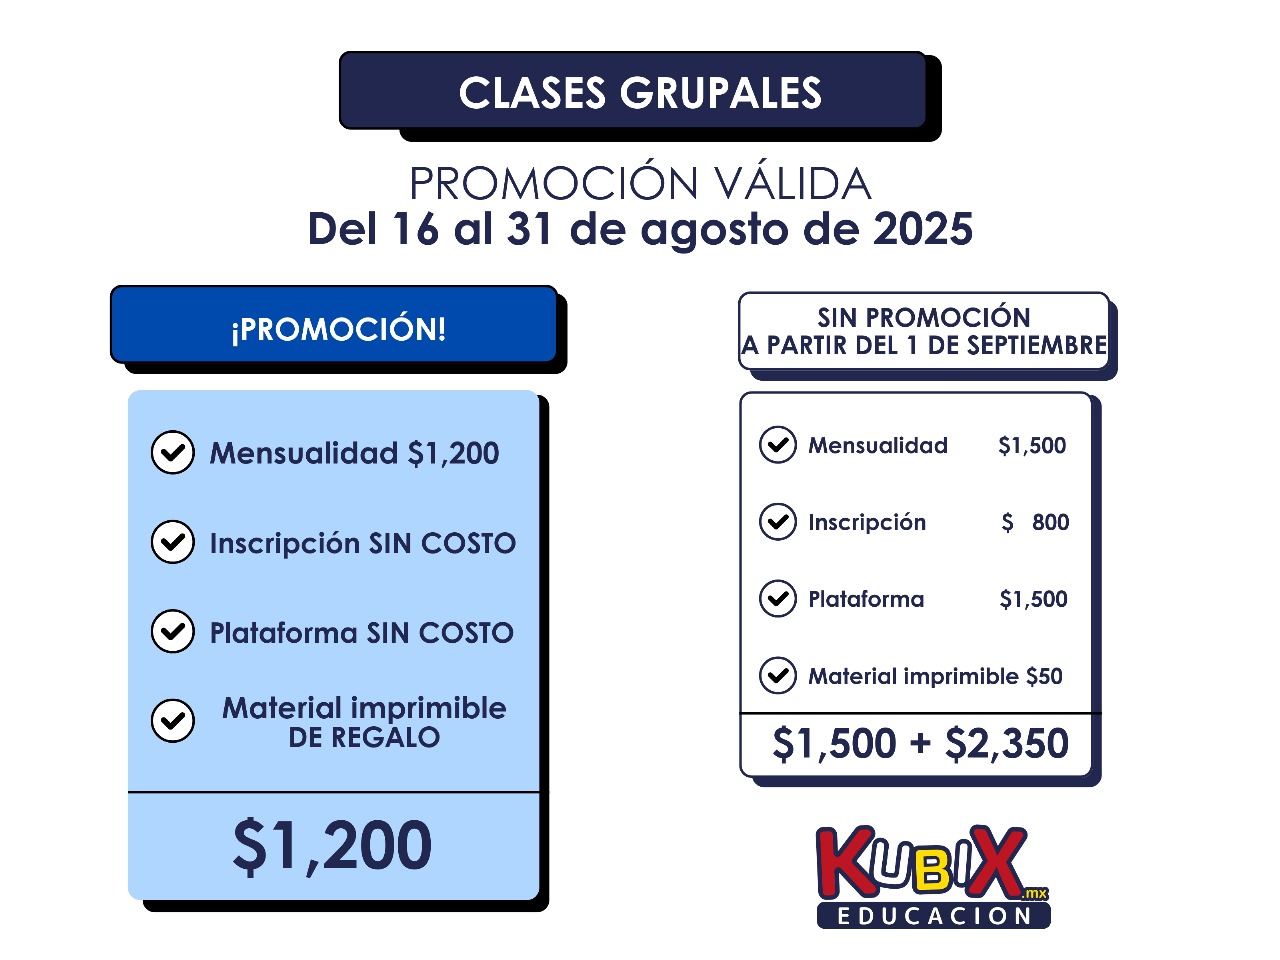 CLASES GRUPALES
PROMOCIÓN VÁLIDA
Del 16 al 31 de agosto de 2025
¡PROMOCIÓN!
Mensualidad $1,200
Inscripción SIN COSTO
Plataforma SIN COSTO
Material imprimible
DE REGALO
$1,200
SIN PROMOCIÓN
A PARTIR DEL 1 DE SEPTIEMBRE
Mensualidad $1,500
Inscripción $ 800
Plataforma $1,500
Material imprimible $50
$1,500 + $2,350
KUBIX
.mx
EDUCACION